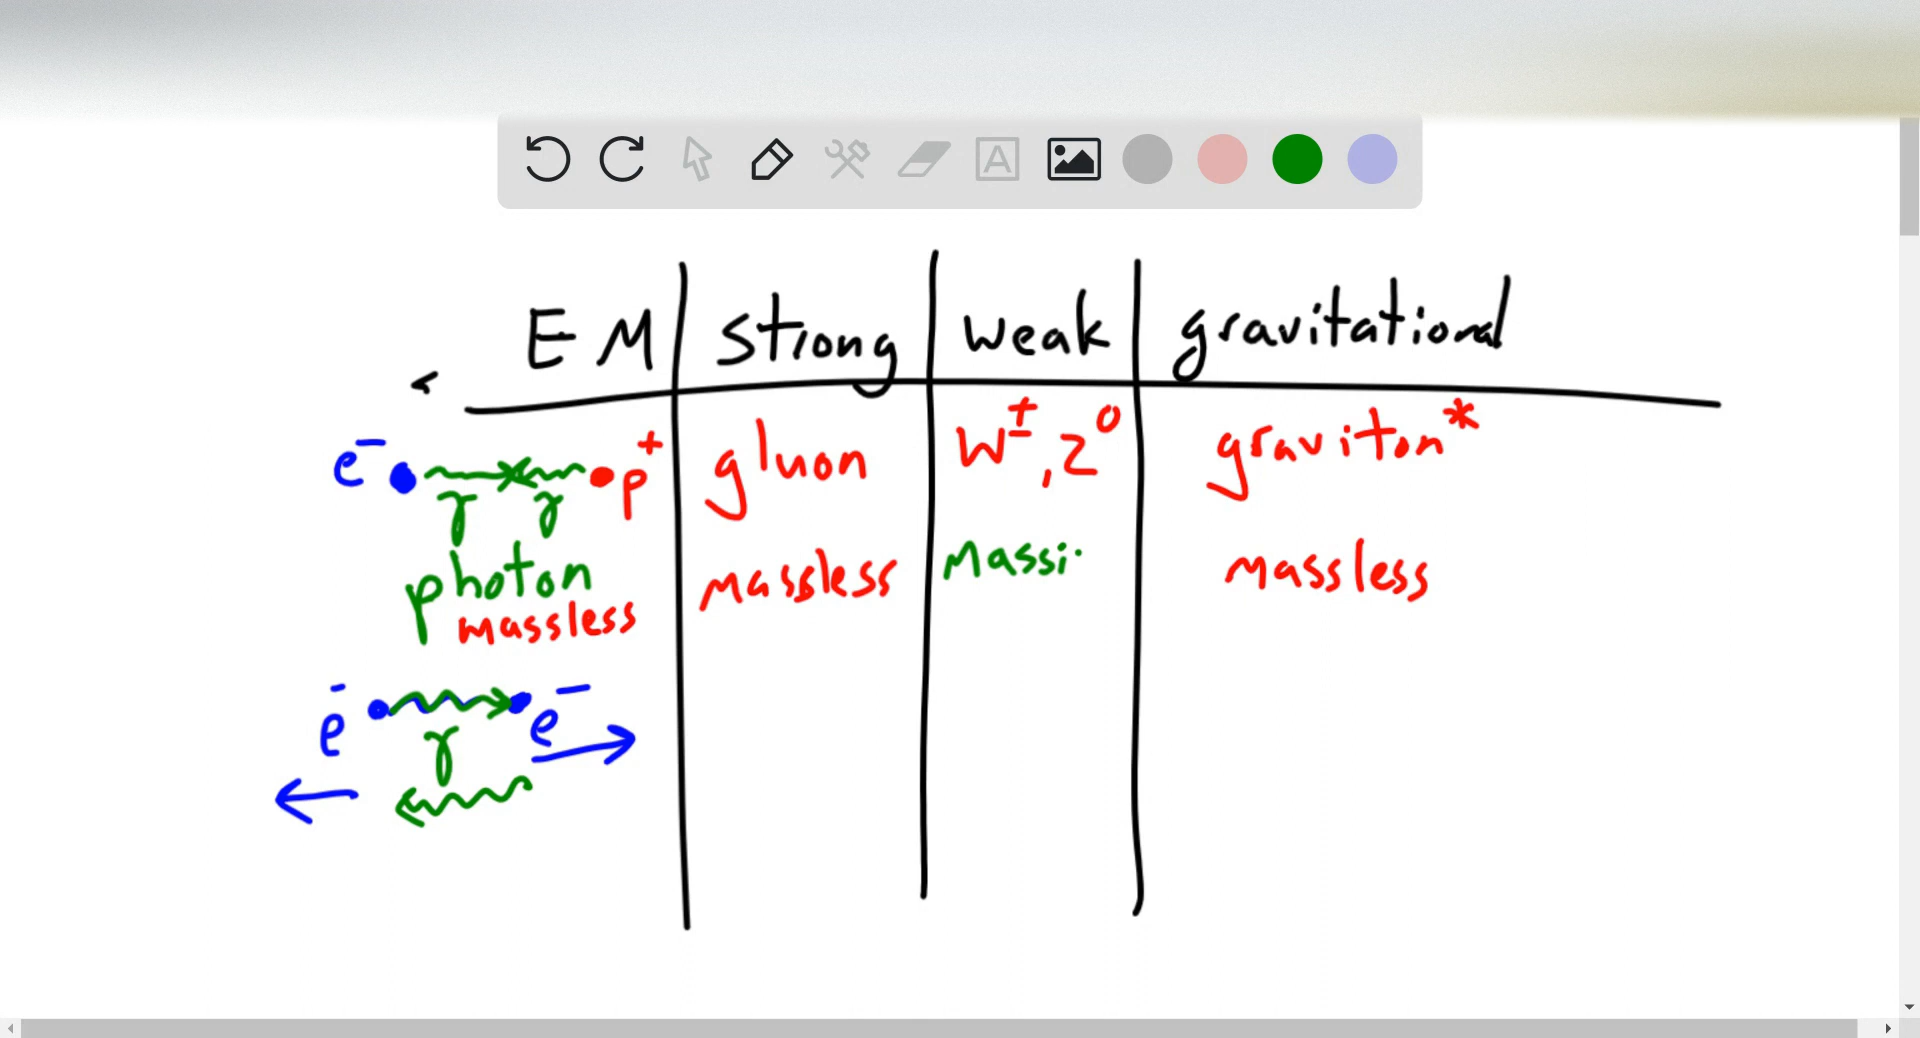 EM strong weak gravitational
e⁻ p⁺ gluon W±, Z⁰ graviton*
γ γ
photon massless Massi massless
massless
e⁻ e⁻
γ